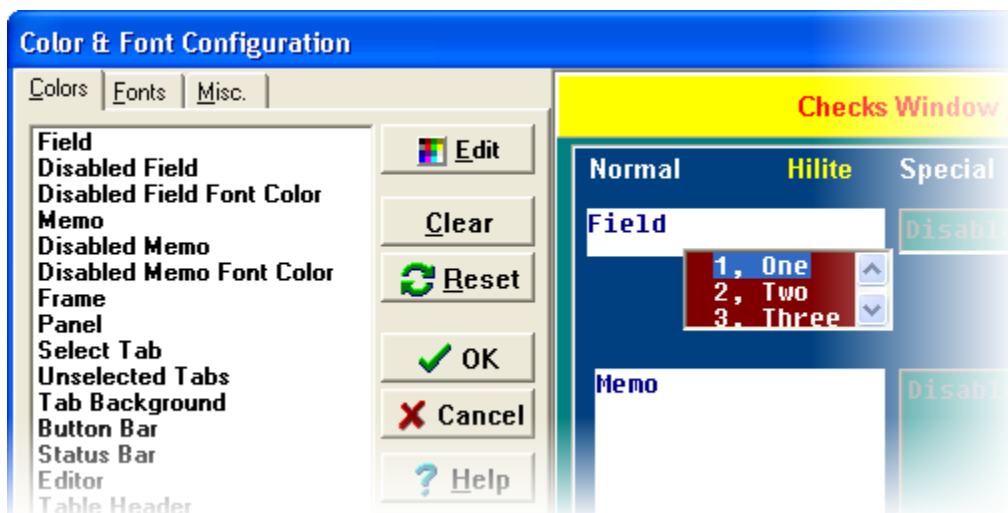 Color & Font Configuration
Colors Fonts Misc.
Field
Disabled Field
Disabled Field Font Color
Memo
Disabled Memo
Disabled Memo Font Color
Frame
Panel
Select Tab
Unselected Tabs
Tab Background
Button Bar
Status Bar
Editor
Table Header
Edit
Clear
Reset
OK
Cancel
Help
Checks Window
Normal Hilite Special
Field
1, One
2, Two
3. Three
Memo